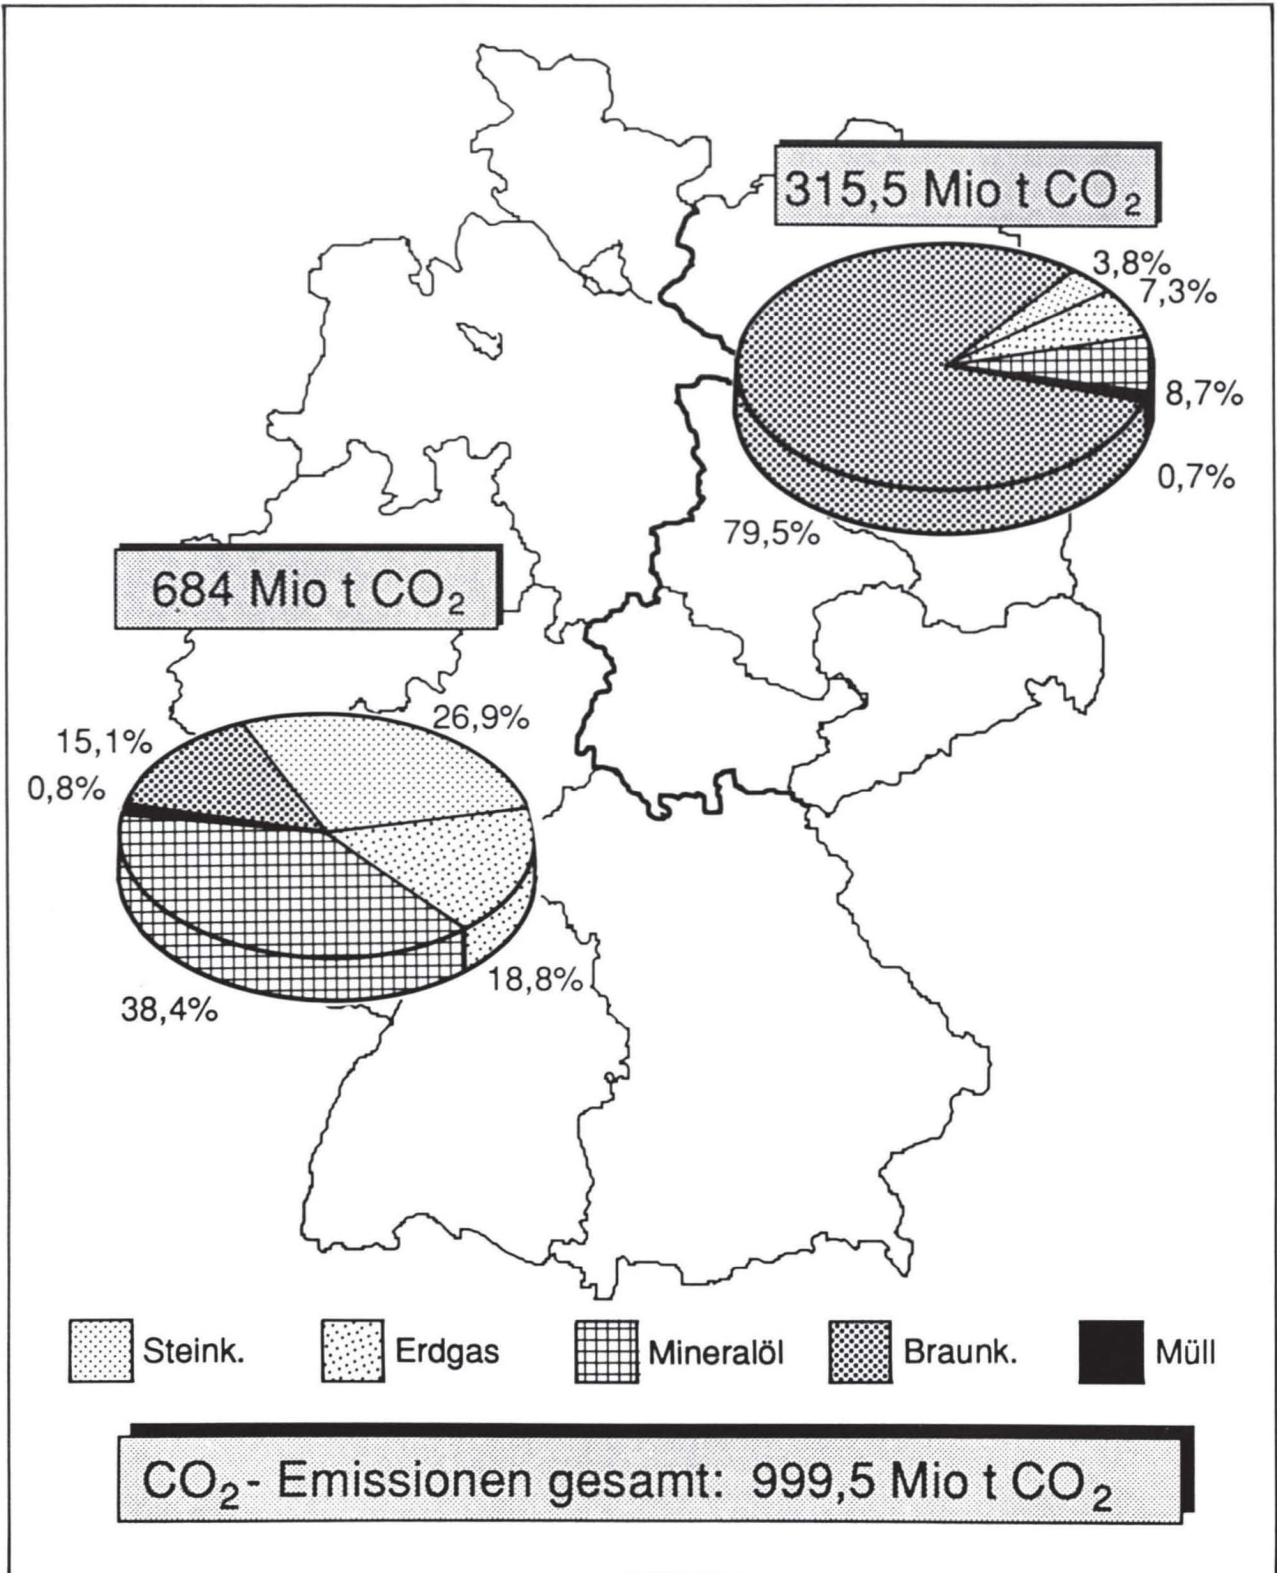 315,5 Mio t CO₂
3,8%
7,3%
8,7%
0,7%
79,5%
684 Mio t CO₂
26,9%
15,1%
0,8%
18,8%
38,4%
Steink. Erdgas Mineralöl Braunk. Müll
CO₂- Emissionen gesamt: 999,5 Mio t CO₂